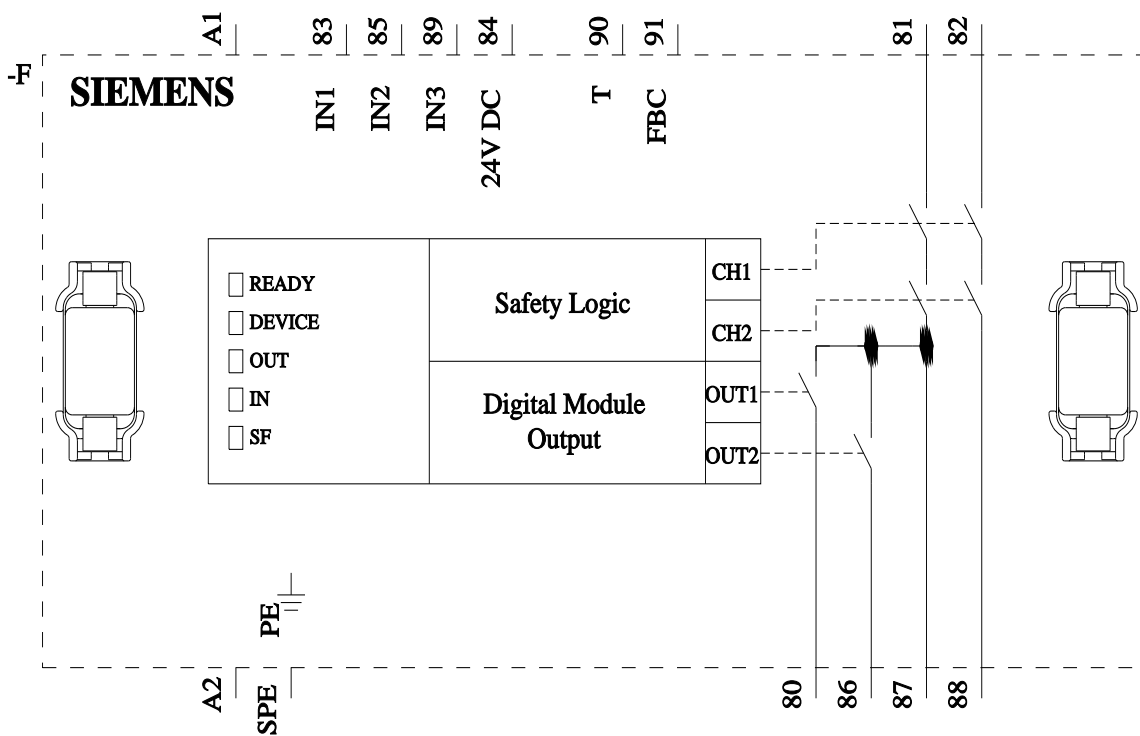 A1
83
85
89
84
90
91
81
82
-F
SIEMENS
IN1
IN2
IN3
24V DC
T
FBC
READY
DEVICE
OUT
IN
SF
Safety Logic
Digital Module
Output
CH1
CH2
OUT1
OUT2
PE
A2
SPE
80
86
87
88